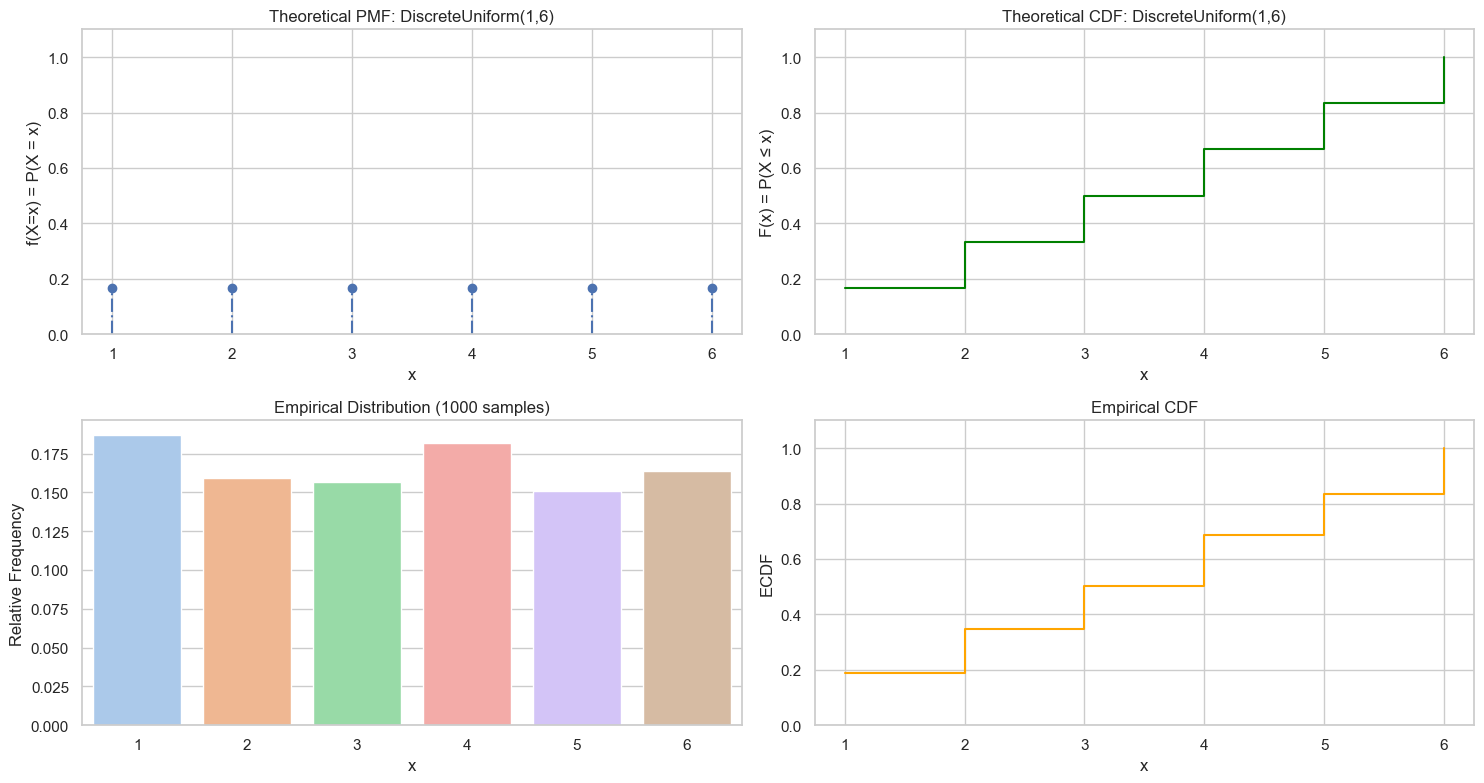 Theoretical PMF: DiscreteUniform(1,6)
f(X=x) = P(X = x)
1.0
0.8
0.6
0.4
0.2
0.0
1 2 3 4 5 6
x
Theoretical CDF: DiscreteUniform(1,6)
F(x) = P(X ≤ x)
1.0
0.8
0.6
0.4
0.2
0.0
1 2 3 4 5 6
x
Empirical Distribution (1000 samples)
Relative Frequency
0.175
0.150
0.125
0.100
0.075
0.050
0.025
0.000
1 2 3 4 5 6
x
Empirical CDF
ECDF
1.0
0.8
0.6
0.4
0.2
0.0
1 2 3 4 5 6
x